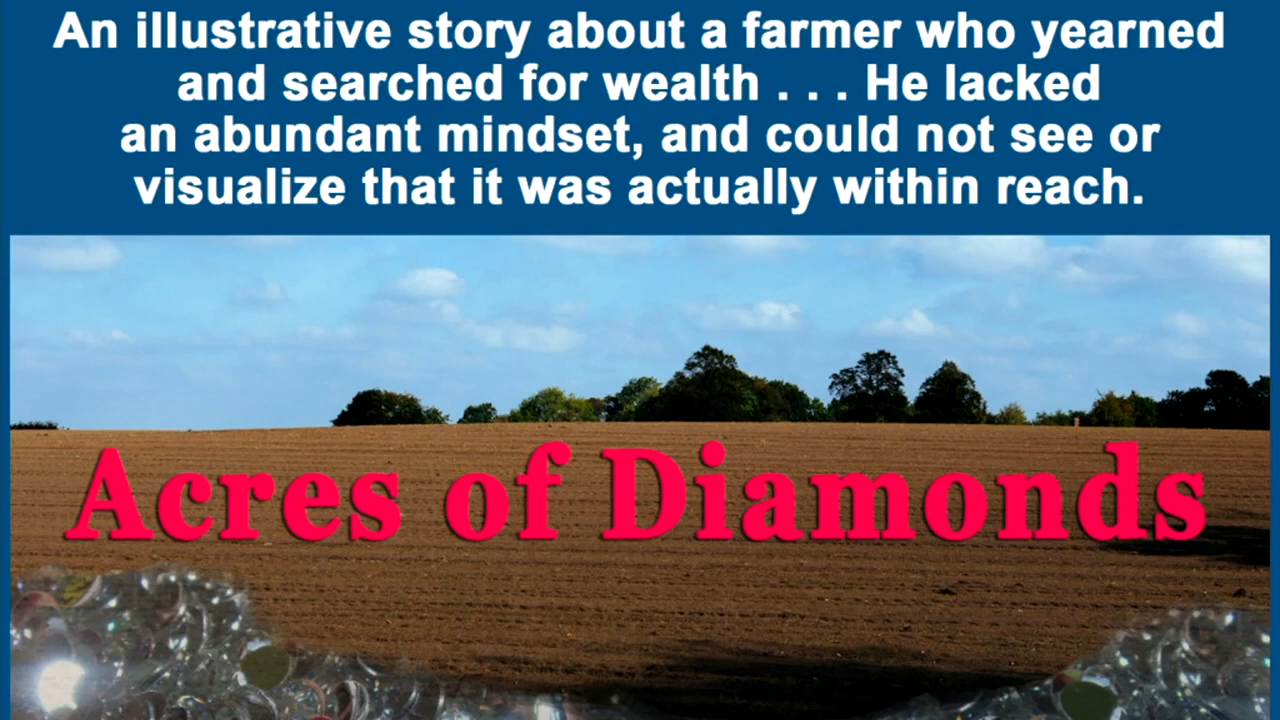 An illustrative story about a farmer who yearned
and searched for wealth . . . He lacked
an abundant mindset, and could not see or
visualize that it was actually within reach.
Acres of Diamonds